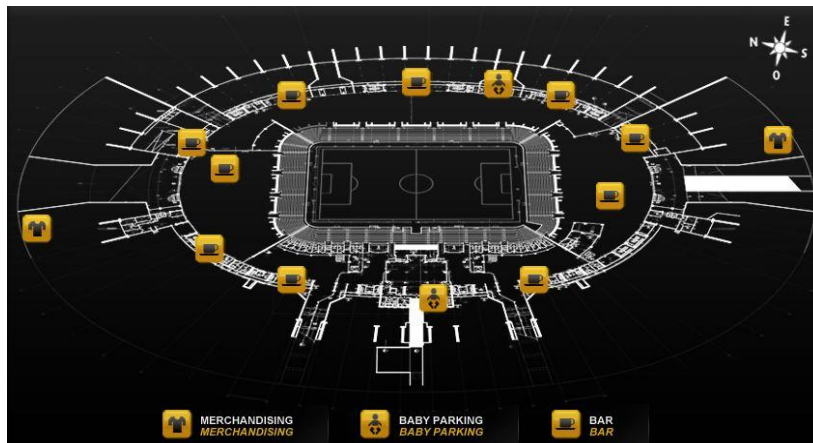 E
N
S
O
MERCHANDISING
MERCHANDISING
BABY PARKING
BABY PARKING
BAR
BAR